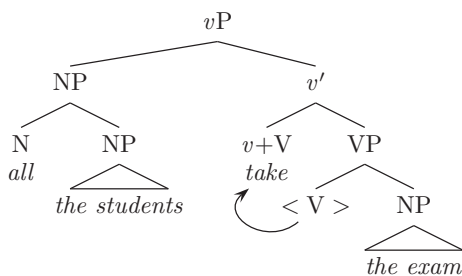 vP
NP v′
N NP v+V VP
all take
the students < V > NP
the exam